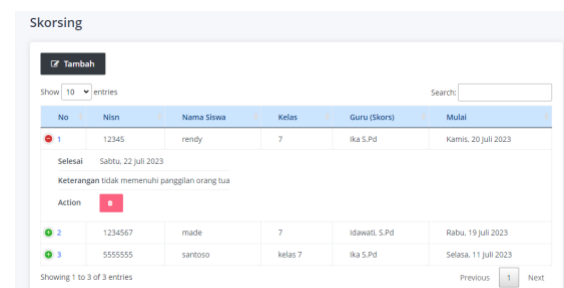 Skorsing
Tambah
Show 10 entries Search:
No Nisn Nama Siswa Kelas Guru (Skors) Mulai
1 12345 rendy 7 Ika S.Pd Kamis, 20 Juli 2023
Selesai Sabtu, 22 Juli 2023
Keterangan tidak memenuhi panggilan orang tua
Action
2 1234567 made 7 Idawati, S.Pd Rabu, 19 Juli 2023
3 5555555 santoso kelas 7 Ika S.Pd Selasa, 11 Juli 2023
Showing 1 to 3 of 3 entries Previous 1 Next